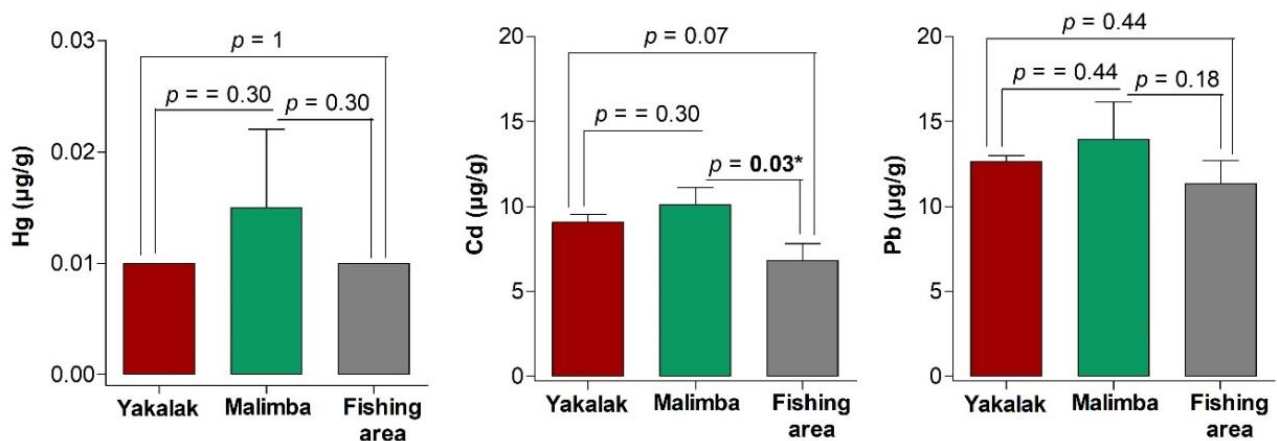 Hg (µg/g)
0.03
0.02
0.01
0.00
p = 1
p = = 0.30
p = 0.30
Yakalak
Malimba
Fishing
area
Cd (µg/g)
20
15
10
5
0
p = 0.07
p = = 0.30
p = 0.03*
Yakalak
Malimba
Fishing
area
Pb (µg/g)
20
15
10
5
0
p = 0.44
p = = 0.44
p = 0.18
Yakalak
Malimba
Fishing
area